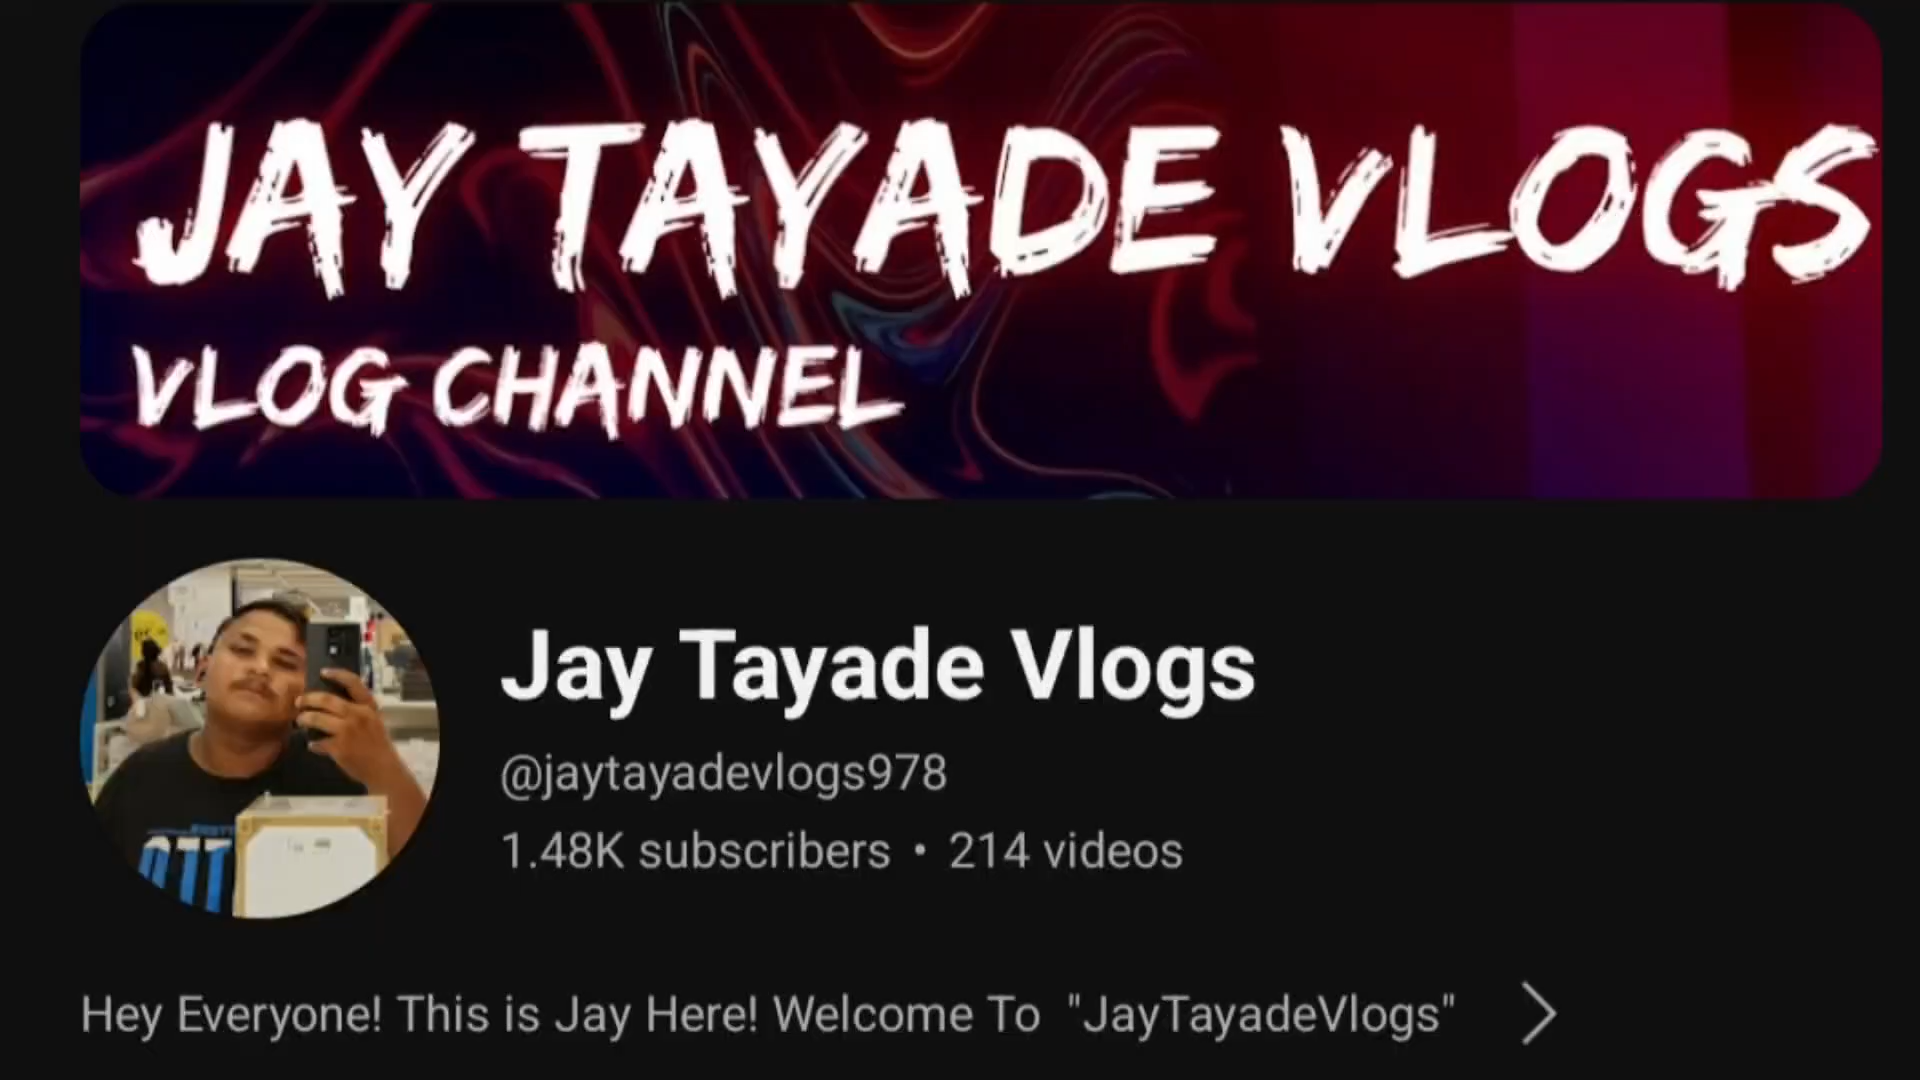 JAY TAYADE VLOGS
VLOG CHANNEL
Jay Tayade Vlogs
@jaytayadevlogs978
1.48K subscribers • 214 videos
Hey Everyone! This is Jay Here! Welcome To "JayTayadeVlogs"